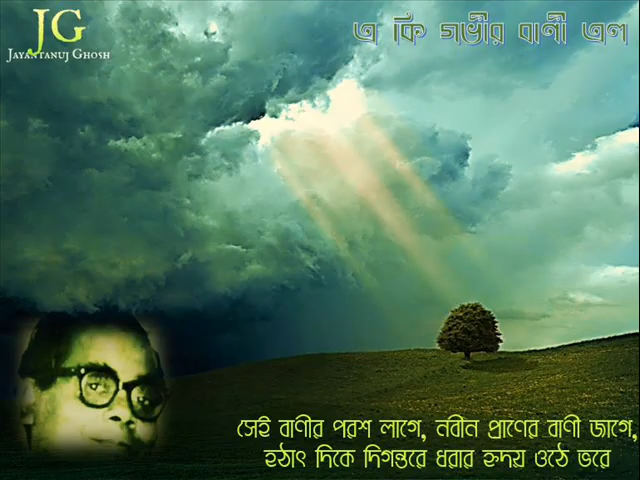 JG
JAYANTANUJ GHOSH
এ কি গভীর বাণী এল
সেই বাণীর পরশ লাগে, নবীন প্রাণের বাণী জাগে,
হঠাৎ দিকে দিগন্তরে ধরার হৃদয় ওঠে ভরে